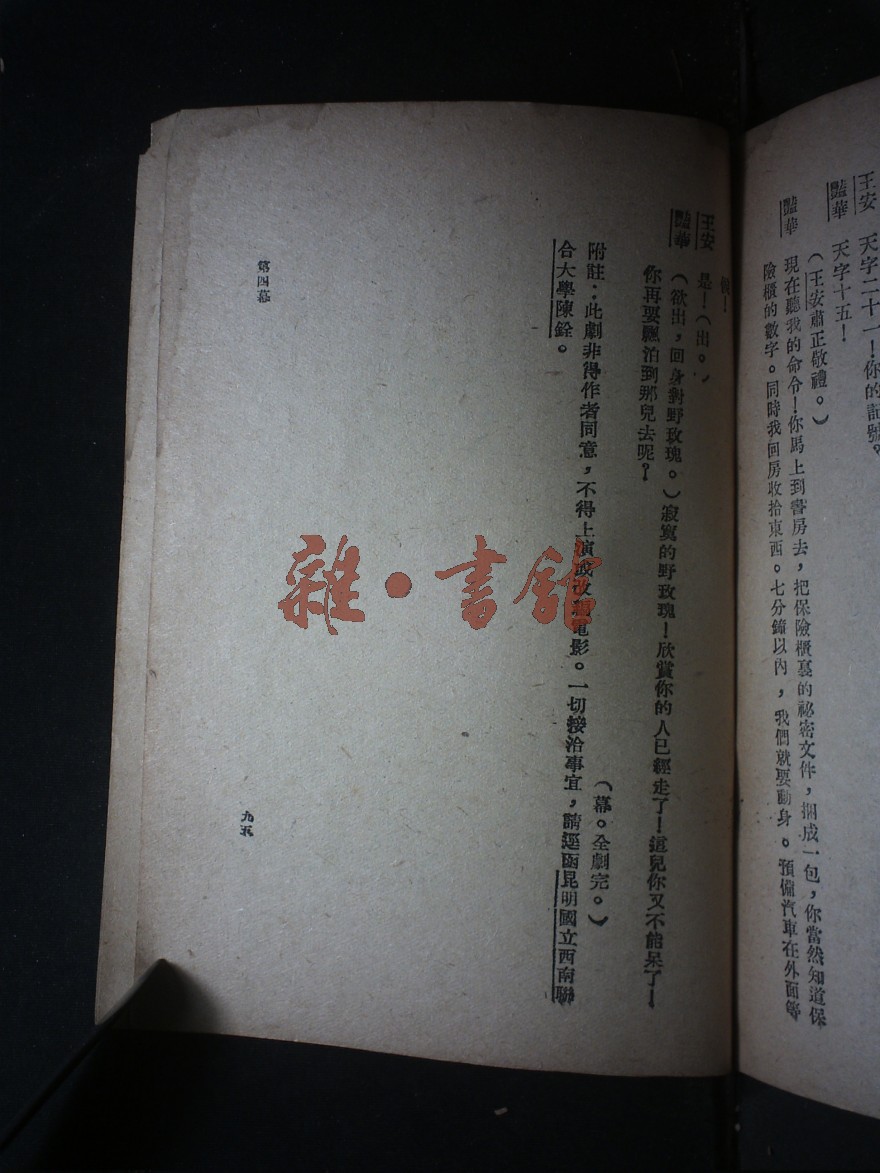 王安　天字二十一！你的記號？
豔華　天字十五！
（王安肅正敬禮。）
豔華　現在聽我的命令！你馬上到書房去，把保險櫃裏的祕密文件，捆成一包，你當然知道保
險櫃的數字。同時我回房收拾東西。七分鐘以內，我們就要動身。預備汽車在外面等
候！
王安　是！（出。）
豔華　（欲出，回身對野玫瑰。）寂寞的野玫瑰！欣賞你的人已經走了！這兒你又不能呆了！
你再要飄泊到那兒去呢？
（幕。全劇完。）
附註：此劇非得作者同意，不得上演或改編電影。一切接洽事宜，請逕函昆明國立西南聯
合大學陳銓。
第四幕
九五
雜·書館